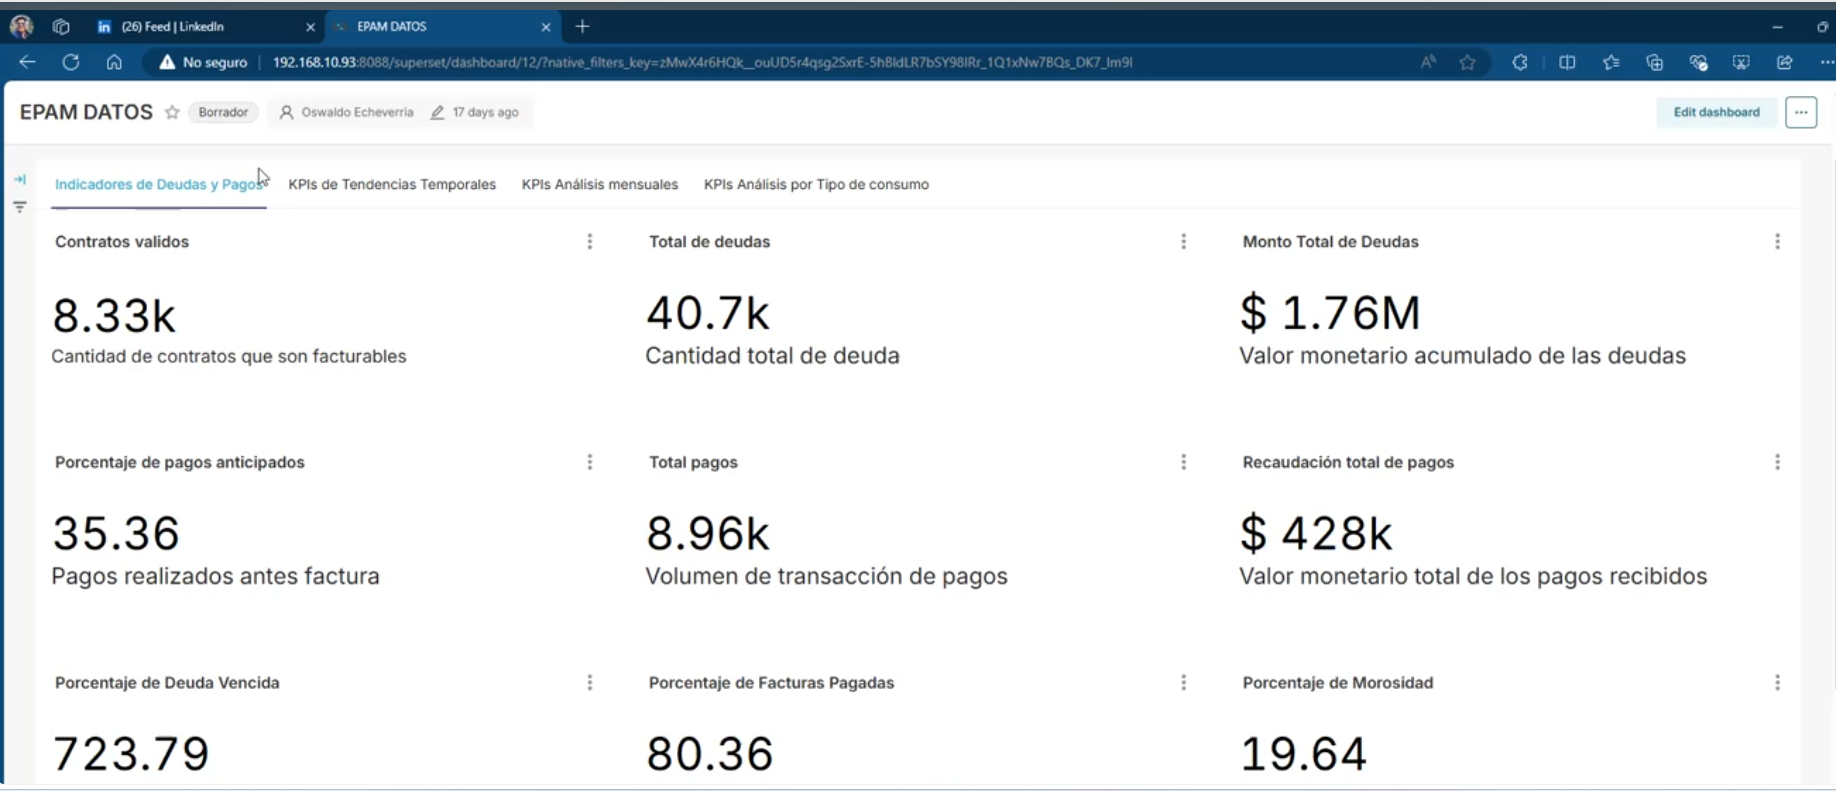 (26) Feed | LinkedIn
EPAM DATOS
No seguro
192.168.10.93:8088/superset/dashboard/12/?native_filters_key=zMwX4r6HQk__ouUD5r4qsg2SxrE-5hBldLR7bSY98lRr_1Q1xNw7BQs_DK7_lm9I
EPAM DATOS
Borrador
Oswaldo Echeverria
17 days ago
Edit dashboard
Indicadores de Deudas y Pagos
KPIs de Tendencias Temporales
KPIs Análisis mensuales
KPIs Análisis por Tipo de consumo
Contratos validos
Total de deudas
Monto Total de Deudas
8.33k
40.7k
$ 1.76M
Cantidad de contratos que son facturables
Cantidad total de deuda
Valor monetario acumulado de las deudas
Porcentaje de pagos anticipados
Total pagos
Recaudación total de pagos
35.36
8.96k
$ 428k
Pagos realizados antes factura
Volumen de transacción de pagos
Valor monetario total de los pagos recibidos
Porcentaje de Deuda Vencida
Porcentaje de Facturas Pagadas
Porcentaje de Morosidad
723.79
80.36
19.64